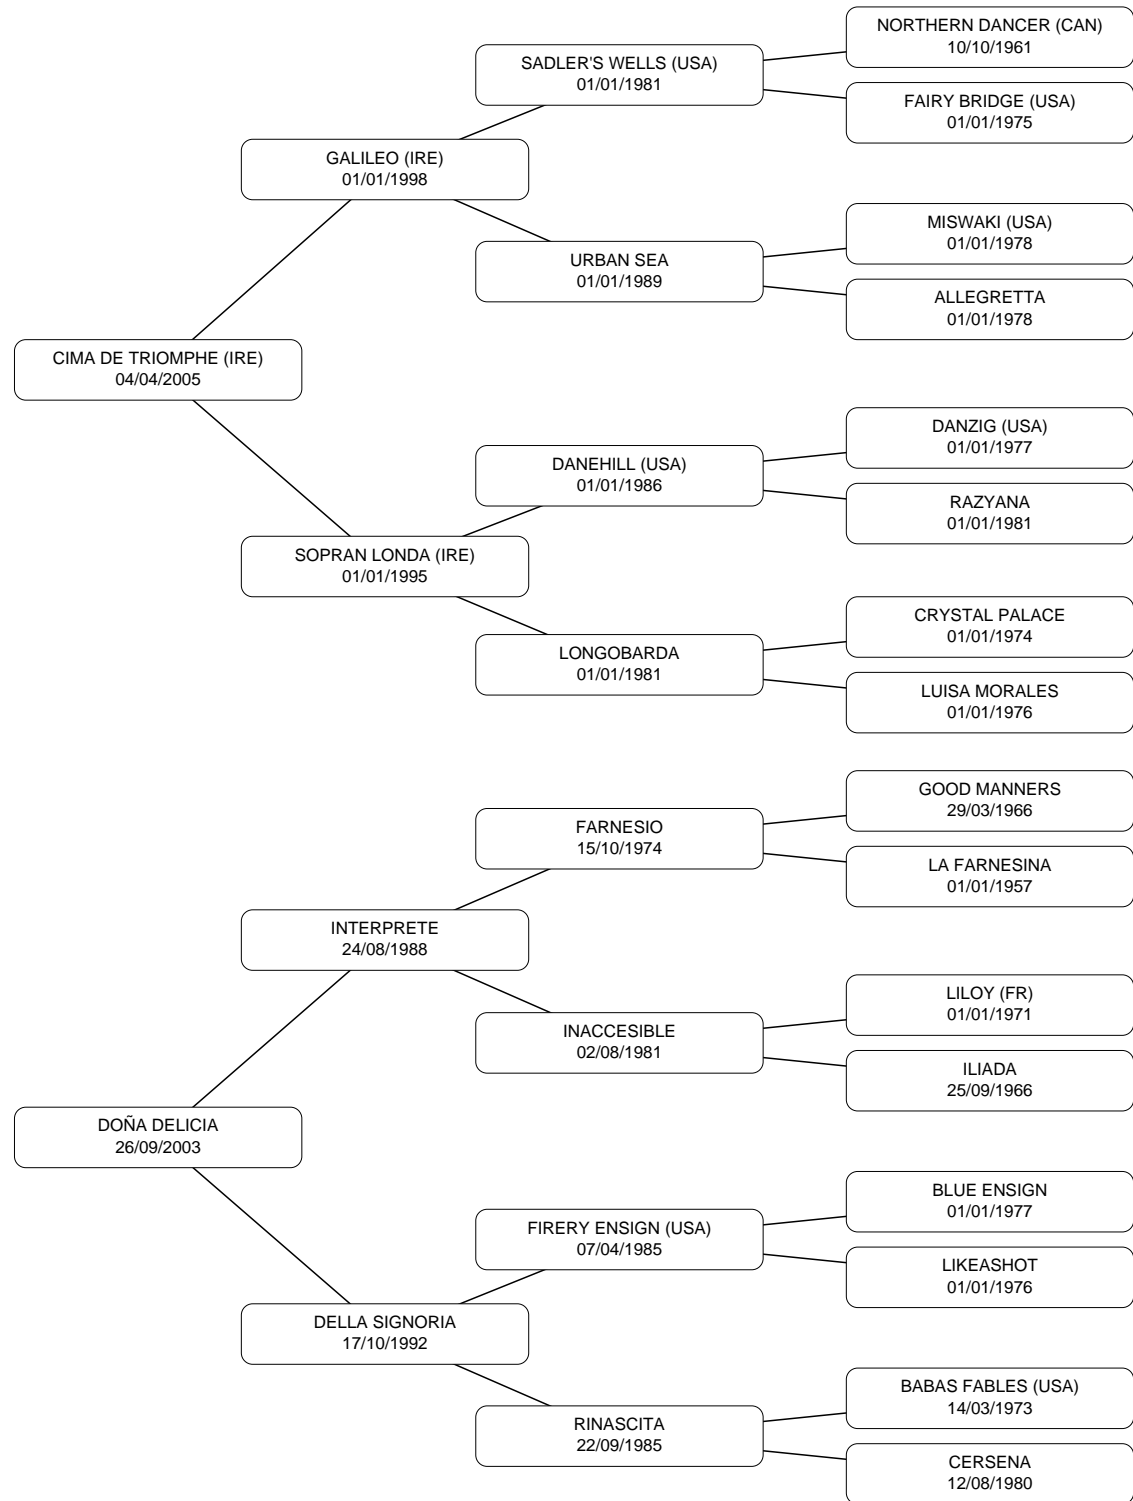 NORTHERN DANCER (CAN)
10/10/1961
SADLER'S WELLS (USA)
01/01/1981
FAIRY BRIDGE (USA)
01/01/1975
GALILEO (IRE)
01/01/1998
MISWAKI (USA)
01/01/1978
URBAN SEA
01/01/1989
ALLEGRETTA
01/01/1978
CIMA DE TRIOMPHE (IRE)
04/04/2005
DANZIG (USA)
01/01/1977
DANEHILL (USA)
01/01/1986
RAZYANA
01/01/1981
SOPRAN LONDA (IRE)
01/01/1995
CRYSTAL PALACE
01/01/1974
LONGOBARDA
01/01/1981
LUISA MORALES
01/01/1976
GOOD MANNERS
29/03/1966
FARNESIO
15/10/1974
LA FARNESINA
01/01/1957
INTERPRETE
24/08/1988
LILOY (FR)
01/01/1971
INACCESIBLE
02/08/1981
ILIADA
25/09/1966
DOÑA DELICIA
26/09/2003
BLUE ENSIGN
01/01/1977
FIRERY ENSIGN (USA)
07/04/1985
LIKEASHOT
01/01/1976
DELLA SIGNORIA
17/10/1992
BABAS FABLES (USA)
14/03/1973
RINASCITA
22/09/1985
CERSENA
12/08/1980